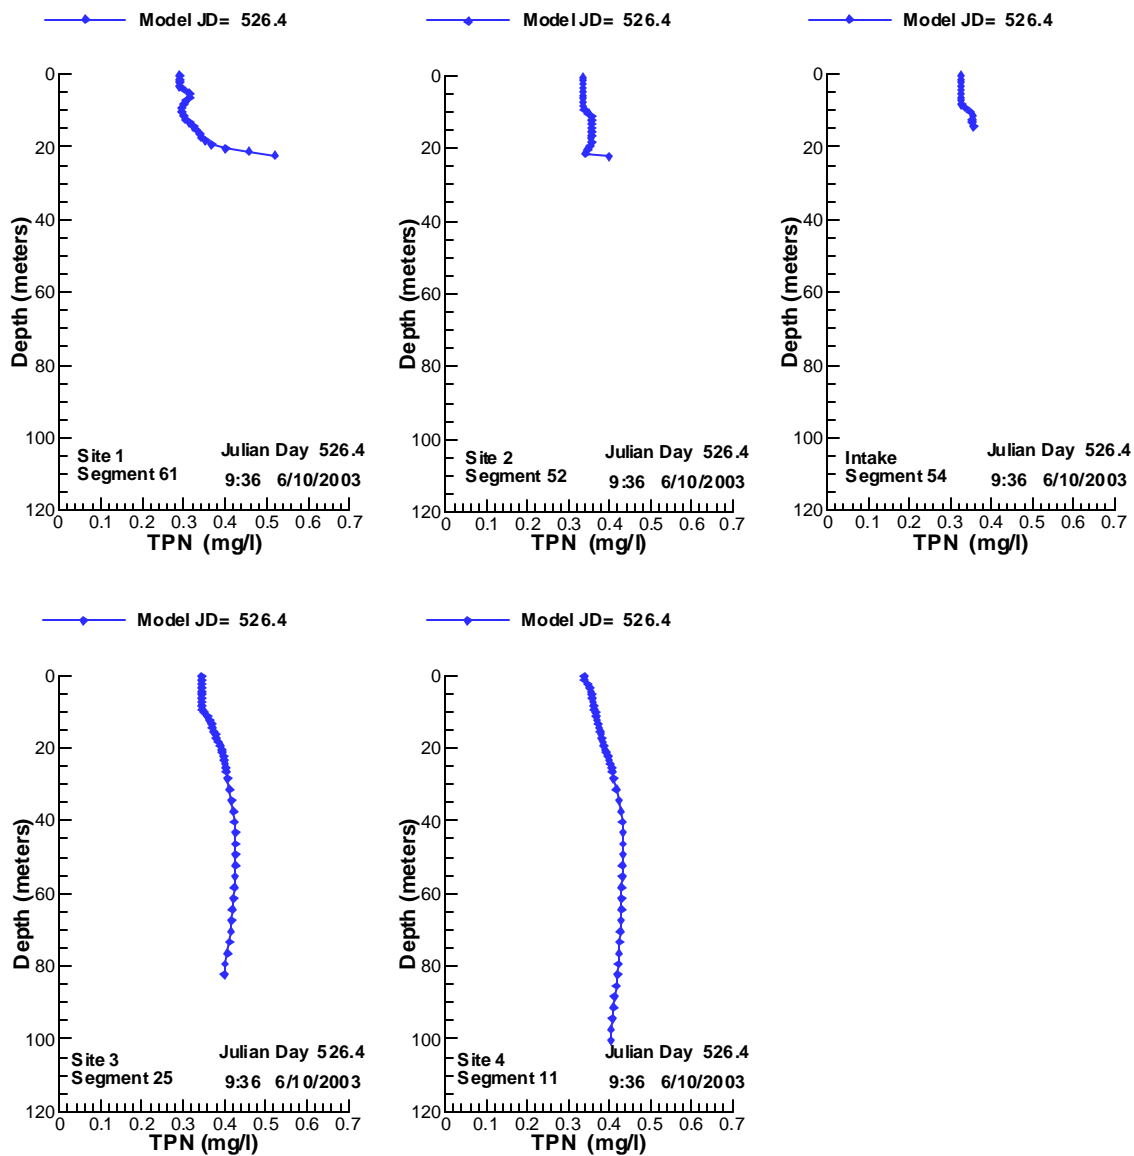 Model JD= 526.4
Model JD= 526.4
Model JD= 526.4
0
20
40
60
80
100
120
Depth (meters)
Site 1
Segment 61
Julian Day 526.4
9:36 6/10/2003
0 0.1 0.2 0.3 0.4 0.5 0.6 0.7
TPN (mg/l)
0
20
40
60
80
100
120
Depth (meters)
Site 2
Segment 52
Julian Day 526.4
9:36 6/10/2003
0 0.1 0.2 0.3 0.4 0.5 0.6 0.7
TPN (mg/l)
0
20
40
60
80
100
120
Depth (meters)
Intake
Segment 54
Julian Day 526.4
9:36 6/10/2003
0 0.1 0.2 0.3 0.4 0.5 0.6 0.7
TPN (mg/l)
Model JD= 526.4
Model JD= 526.4
0
20
40
60
80
100
120
Depth (meters)
Site 3
Segment 25
Julian Day 526.4
9:36 6/10/2003
0 0.1 0.2 0.3 0.4 0.5 0.6 0.7
TPN (mg/l)
0
20
40
60
80
100
120
Depth (meters)
Site 4
Segment 11
Julian Day 526.4
9:36 6/10/2003
0 0.1 0.2 0.3 0.4 0.5 0.6 0.7
TPN (mg/l)